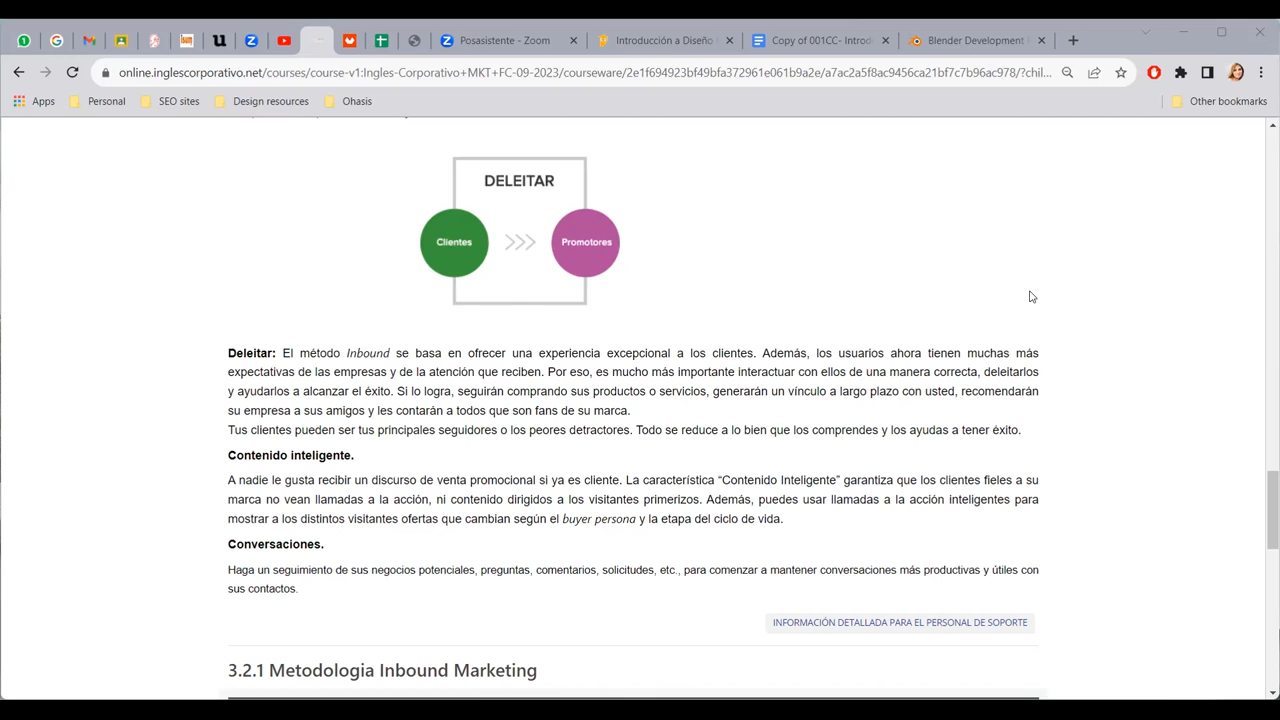 Posasistente - Zoom
Introducción a Diseño
Copy of 001CC- Introd
Blender Development F
online.inglescorporativo.net/courses/course-v1:Ingles-Corporativo+MKT+FC-09-2023/courseware/2e1f694923bf49bfa372961e061b9a2e/a7ac2a5f8ac9456ca21bf7c7b96ac978/?chil...
Apps Personal SEO sites Design resources Ohasis Other bookmarks
DELEITAR
Clientes >>> Promotores
Deleitar: El método Inbound se basa en ofrecer una experiencia excepcional a los clientes. Además, los usuarios ahora tienen muchas más
expectativas de las empresas y de la atención que reciben. Por eso, es mucho más importante interactuar con ellos de una manera correcta, deleitarlos
y ayudarlos a alcanzar el éxito. Si lo logra, seguirán comprando sus productos o servicios, generarán un vínculo a largo plazo con usted, recomendarán
su empresa a sus amigos y les contarán a todos que son fans de su marca.
Tus clientes pueden ser tus principales seguidores o los peores detractores. Todo se reduce a lo bien que los comprendes y los ayudas a tener éxito.
Contenido inteligente.
A nadie le gusta recibir un discurso de venta promocional si ya es cliente. La característica “Contenido Inteligente” garantiza que los clientes fieles a su
marca no vean llamadas a la acción, ni contenido dirigidos a los visitantes primerizos. Además, puedes usar llamadas a la acción inteligentes para
mostrar a los distintos visitantes ofertas que cambian según el buyer persona y la etapa del ciclo de vida.
Conversaciones.
Haga un seguimiento de sus negocios potenciales, preguntas, comentarios, solicitudes, etc., para comenzar a mantener conversaciones más productivas y útiles con
sus contactos.
INFORMACIÓN DETALLADA PARA EL PERSONAL DE SOPORTE
3.2.1 Metodologia Inbound Marketing